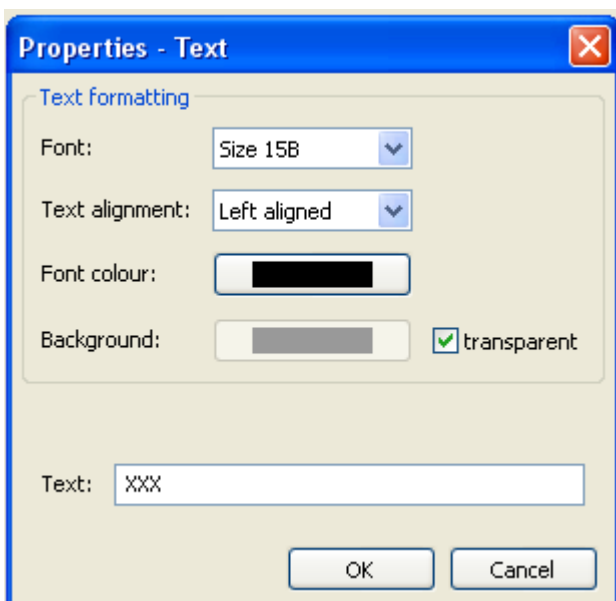 Properties - Text
Text formatting
Font: Size 15B
Text alignment: Left aligned
Font colour:
Background: transparent
Text: XXX
OK Cancel